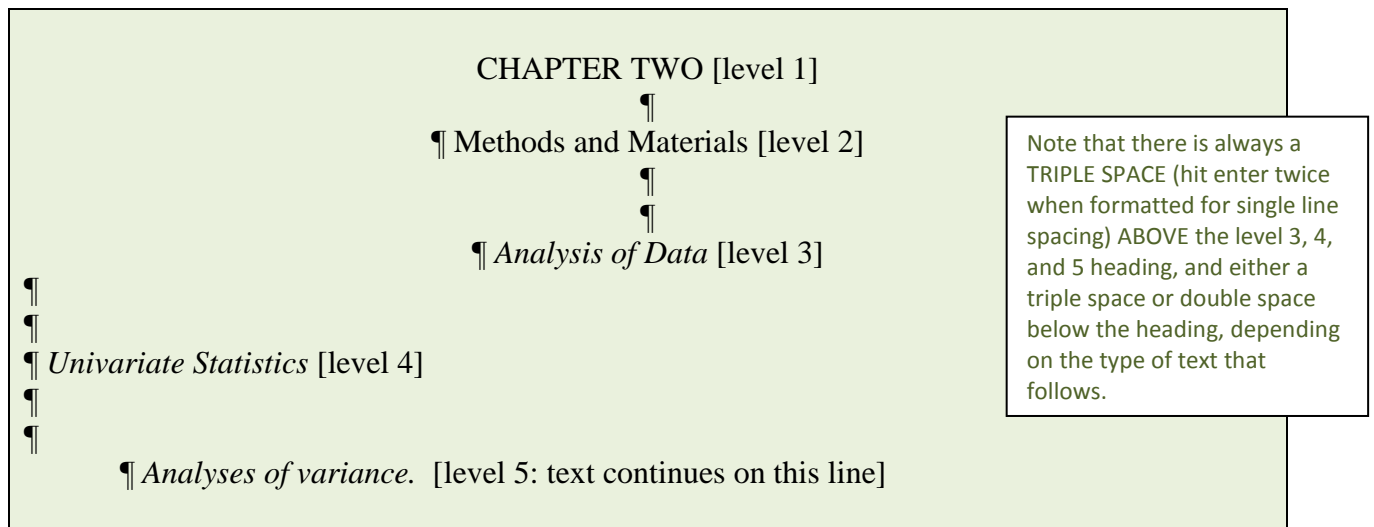 CHAPTER TWO [level 1]
¶
¶ Methods and Materials [level 2]
¶
¶
¶ Analysis of Data [level 3]
¶
¶
¶ Univariate Statistics [level 4]
¶
¶
¶ Analyses of variance. [level 5: text continues on this line]
Note that there is always a
TRIPLE SPACE (hit enter twice
when formatted for single line
spacing) ABOVE the level 3, 4,
and 5 heading, and either a
triple space or double space
below the heading, depending
on the type of text that
follows.